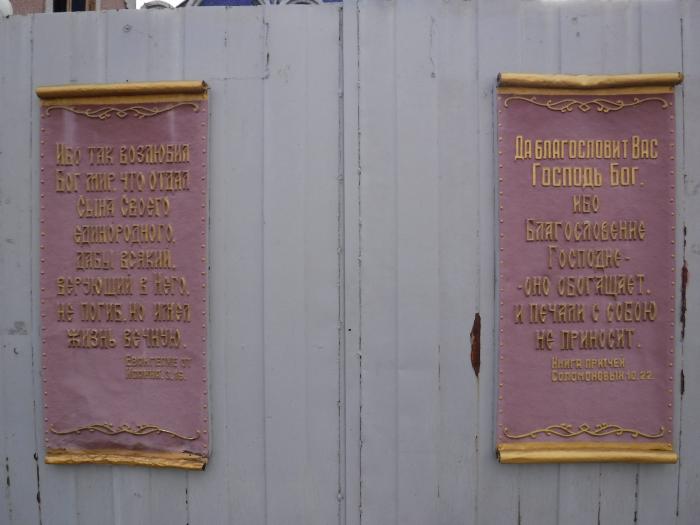 Ибо так возлюбил
Бог мир, что отдал
Сына Своего
единородного,
дабы всякий,
верующий в Него,
не погиб, но имел
жизнь вечную.
Евангелие от
Иоанна 3,16.
Да благословит Вас
Господь Бог.
ибо
Благословение
Господне-
-оно обогащает.
и печали с собою
не приносит.
Книга притчей
Соломоновых 10,22.